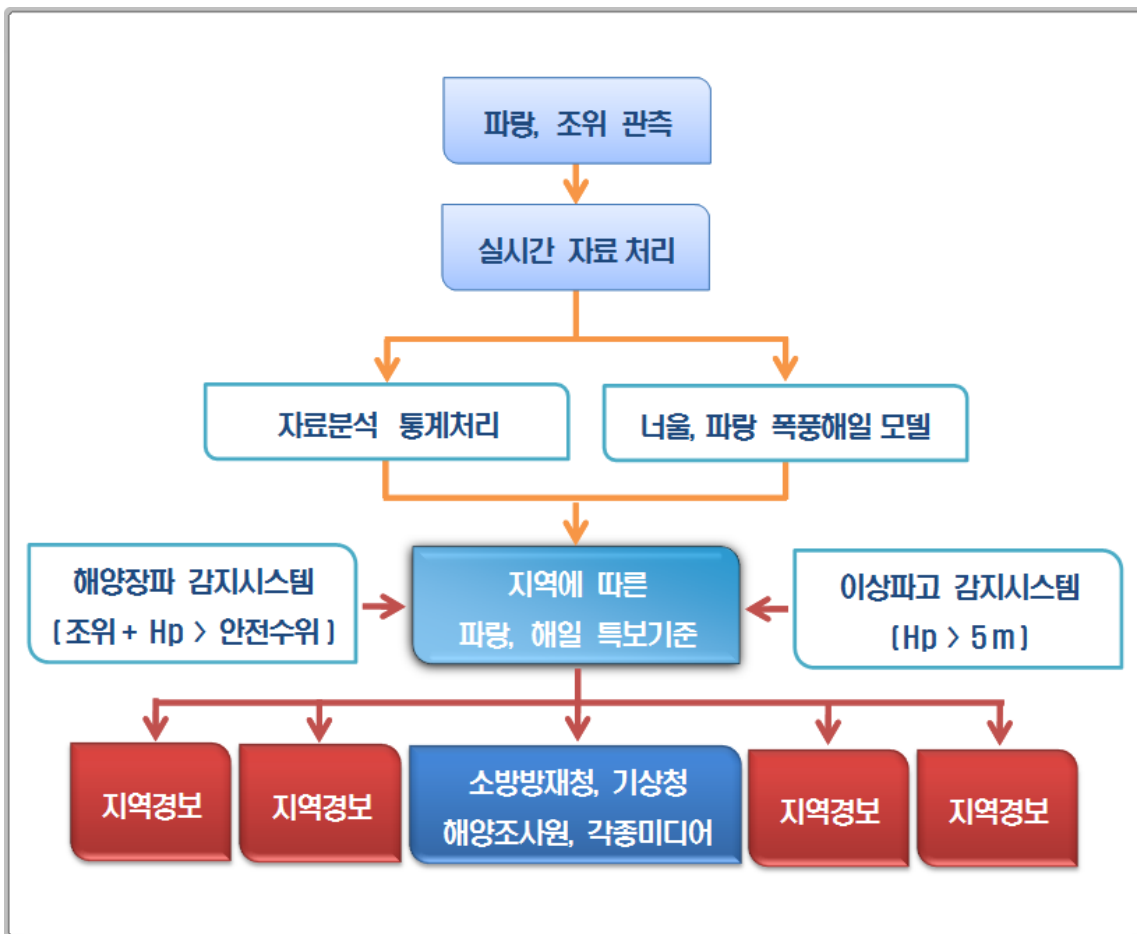 파랑, 조위 관측
실시간 자료 처리
자료분석 통계처리
너울, 파랑 폭풍해일 모델
해양장파 감지시스템
( 조위 + Hp > 안전수위 )
지역에 따른
파랑, 해일 특보기준
이상파고 감지시스템
( Hp > 5 m )
지역경보
지역경보
소방방재청, 기상청
해양조사원, 각종미디어
지역경보
지역경보